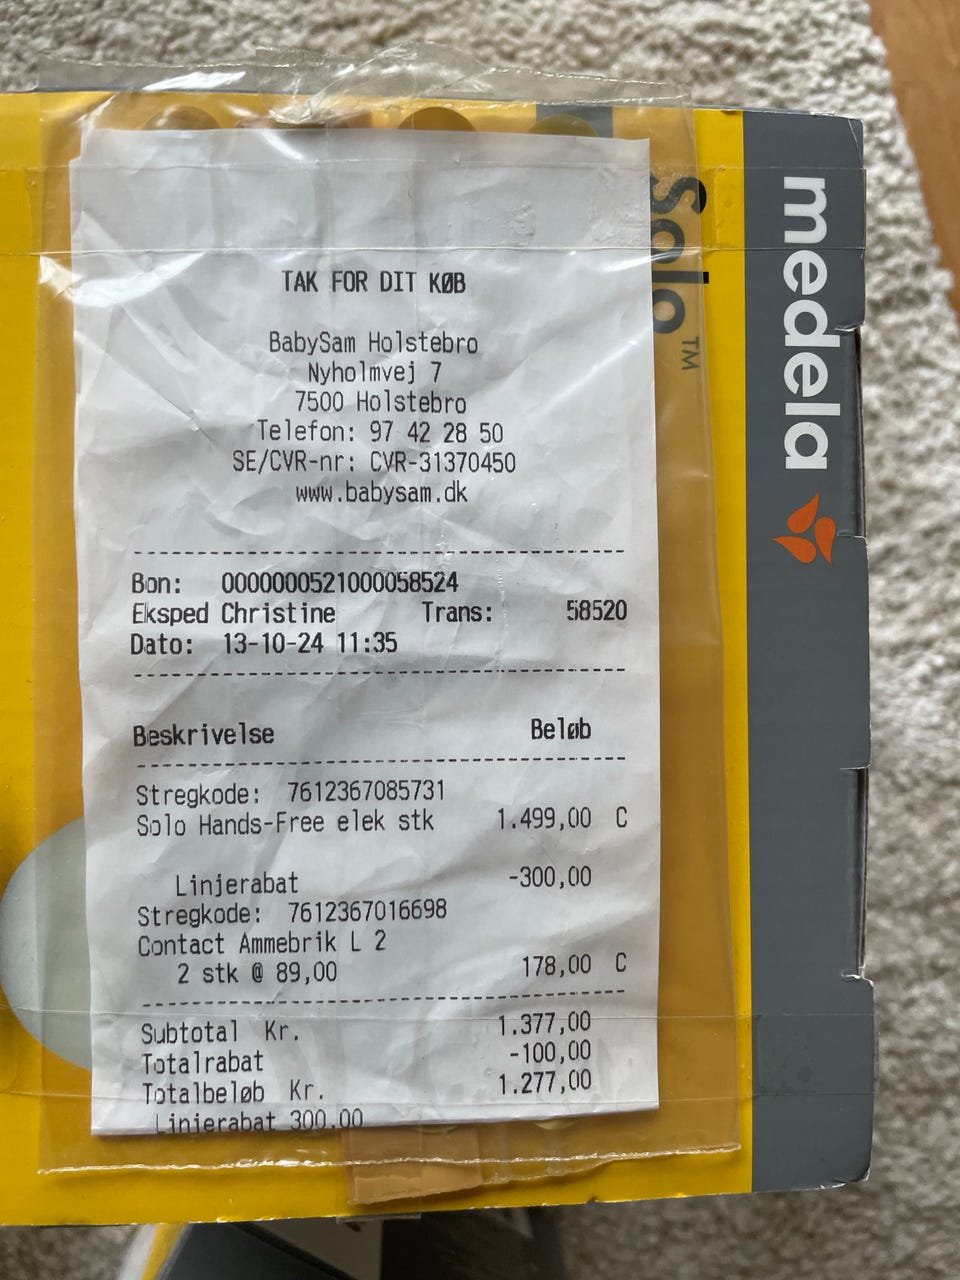 TAK FOR DIT KØB
BabySam Holstebro
Nyholmvej 7
7500 Holstebro
Telefon: 97 42 28 50
SE/CVR-nr: CVR-31370450
www.babysam.dk
Bon: 0000000521000058524
Eksped Christine Trans: 58520
Dato: 13-10-24 11:35
Beskrivelse Beløb
Stregkode: 7612367085731
Solo Hands-Free elek stk 1.499,00 C
Linjerabat -300,00
Stregkode: 7612367016698
Contact Ammebrik L 2
2 stk @ 89,00 178,00 C
Subtotal Kr. 1.377,00
Totalrabat -100,00
Totalbeløb Kr. 1.277,00
Linjerabat 300,00
Solo™
medela